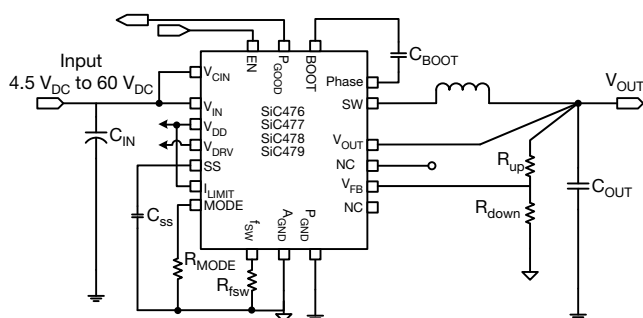 Input
4.5 VDC to 60 VDC
CIN
EN
PGOOD
BOOT
CBOOT
VCIN
VIN
VDD
VDRV
SS
ILIMIT
MODE
SiC476
SiC477
SiC478
SiC479
Phase
SW
VOUT
NC
VFB
NC
fSW
AGND
PGND
VOUT
Rup
Rdown
COUT
Css
RMODE
Rfsw